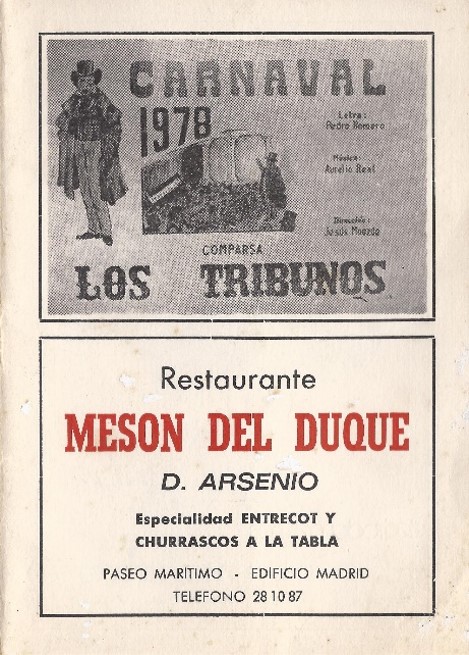 CARNAVAL
1978
Letra:
Pedro Romero
Música:
Aurelio Real
Dirección:
Jesús Monzón
COMPARSA
LOS TRIBUNOS
Restaurante
MESON DEL DUQUE
D. ARSENIO
Especialidad ENTRECOT Y
CHURRASCOS A LA TABLA
PASEO MARITIMO - EDIFICIO MADRID
TELEFONO 28 10 87